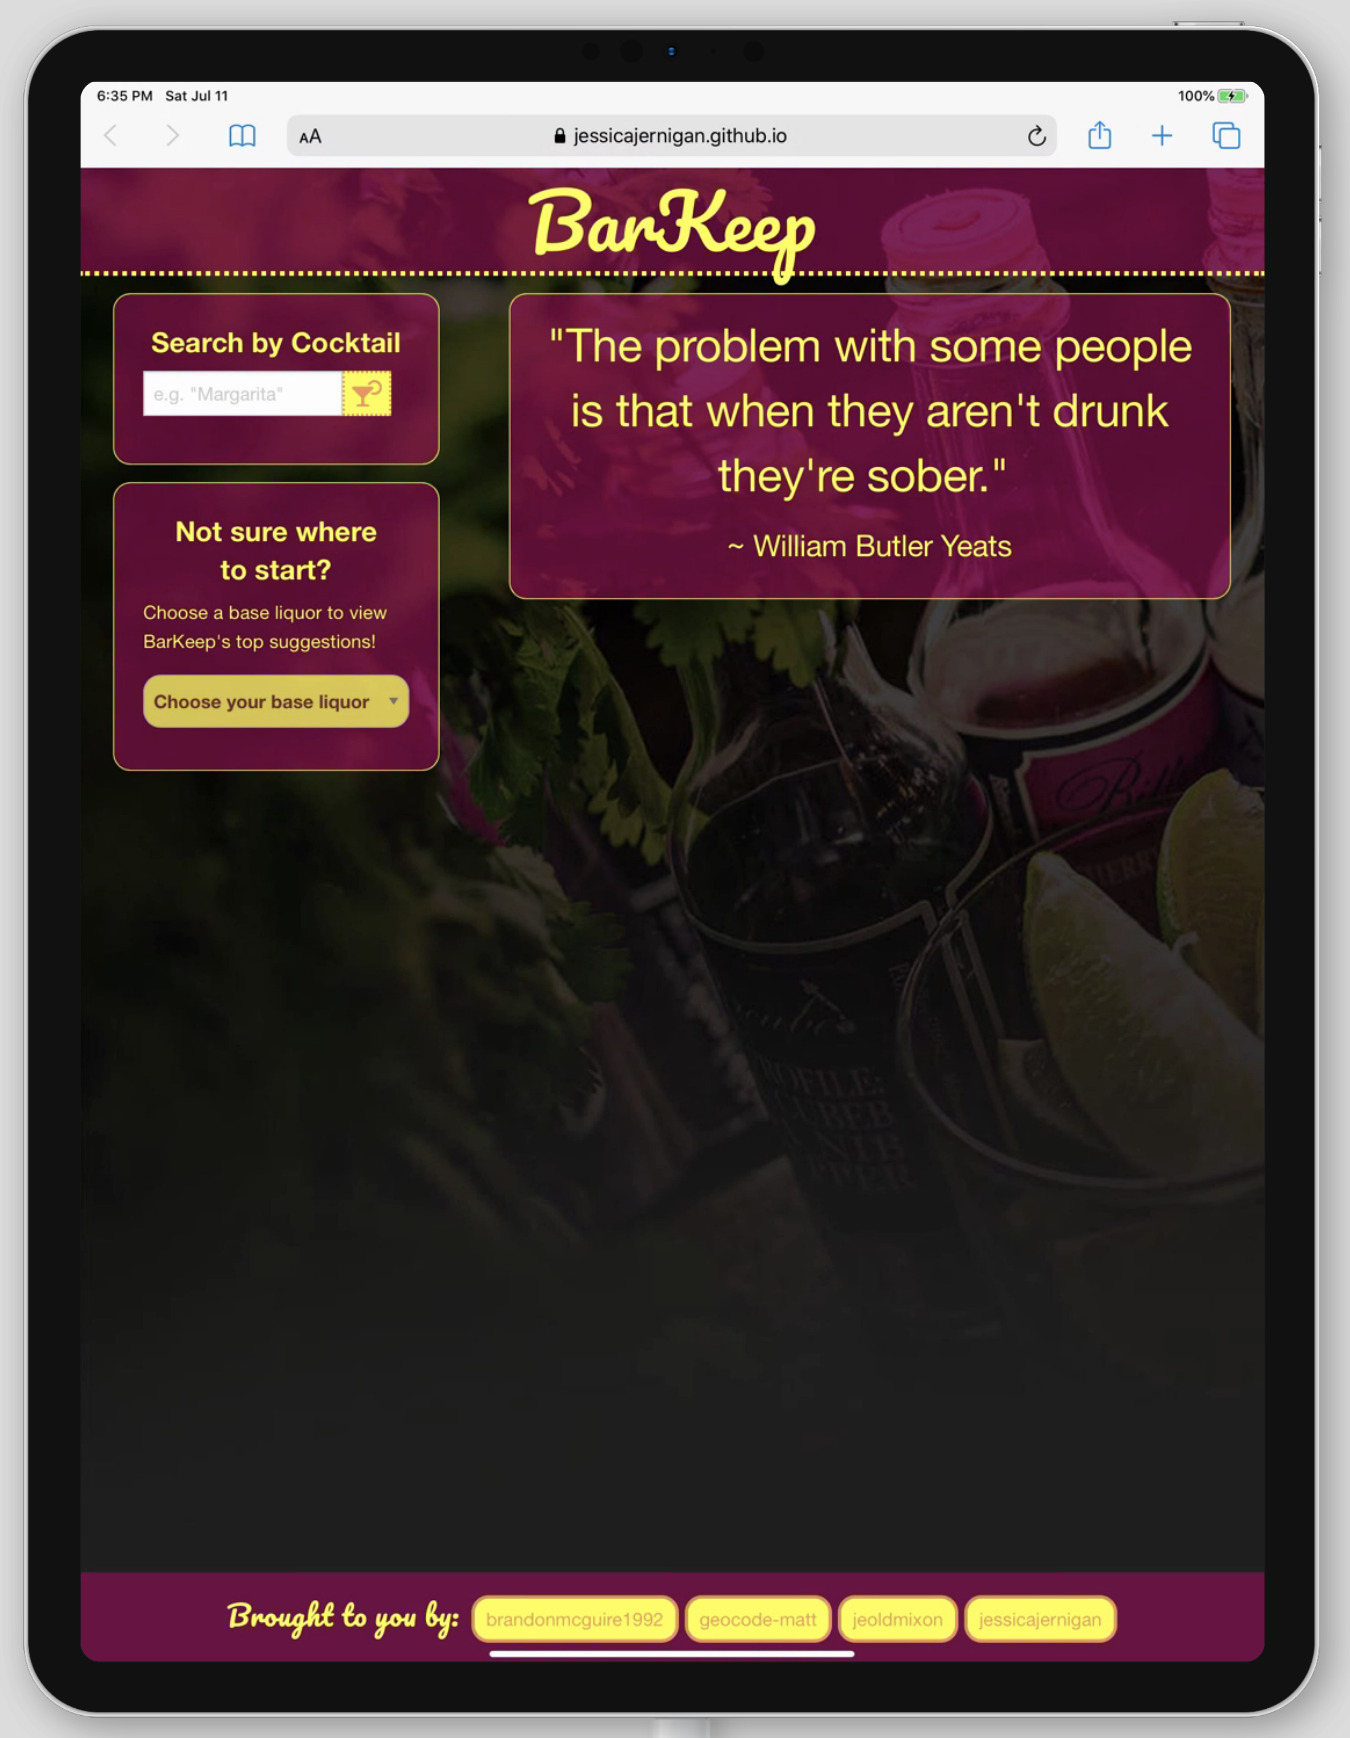 6:35 PM Sat Jul 11
100%
AA
jessicajernigan.github.io
BarKeep
Search by Cocktail
e.g. "Margarita"
Not sure where
to start?
Choose a base liquor to view
BarKeep's top suggestions!
Choose your base liquor
"The problem with some people
is that when they aren't drunk
they're sober."
~ William Butler Yeats
Brought to you by:
brandonmcguire1992
geocode-matt
jeoldmixon
jessicajernigan